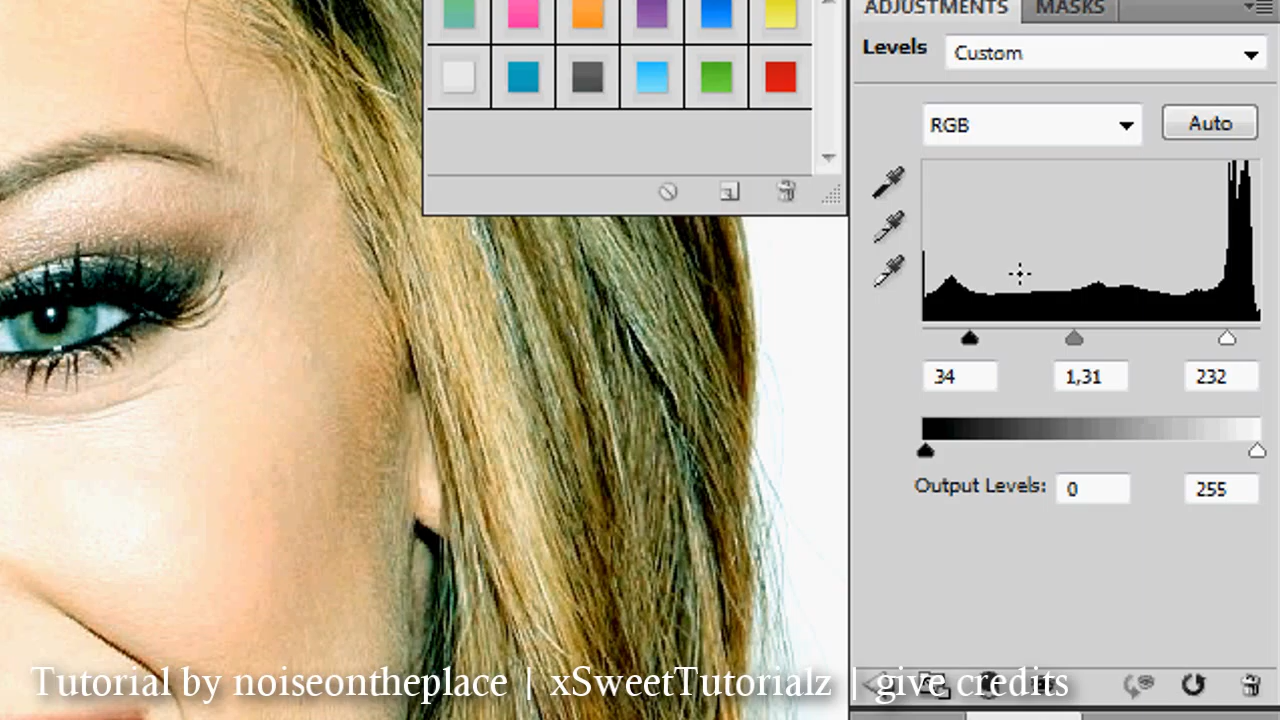 ADJUSTMENTS
MASKS
Levels
Custom
RGB
Auto
34
1,31
232
Output Levels:
0
255
Tutorial by noiseontheplace | xSweetTutorialz | give credits